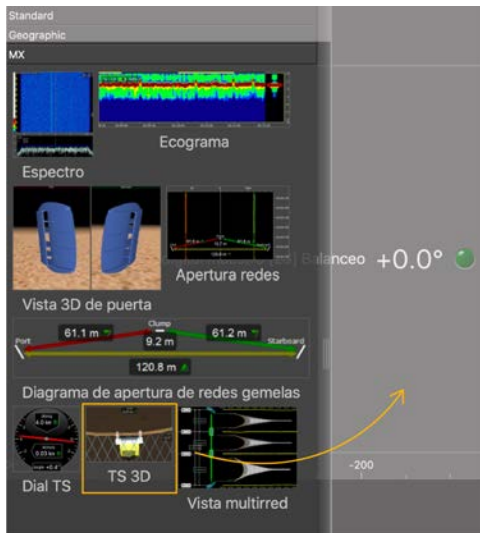 Standard
Geographic
MX
Espectro
Ecograma
Vista 3D de puerta
Apertura redes
Balanceo +0.0°
Port
61.1 m
Clump
9.2 m
61.2 m
Starboard
120.8 m
Diagrama de apertura de redes gemelas
Dial TS
TS 3D
Vista multirred
-200